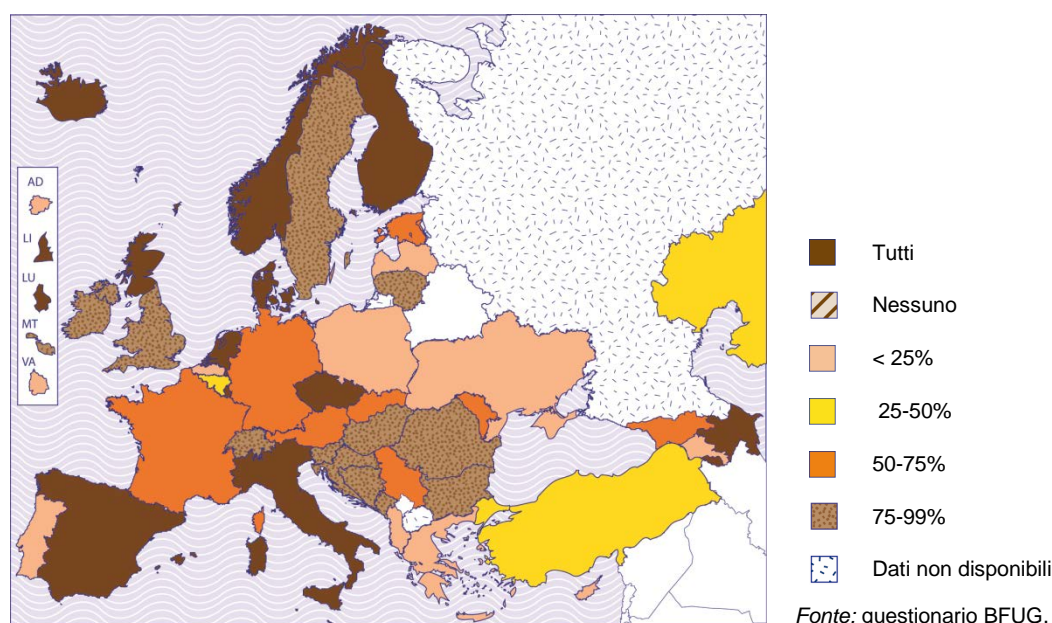 AD
LI
LU
MT
VA
Tutti
Nessuno
< 25%
25-50%
50-75%
75-99%
Dati non disponibili
Fonte: questionario BFUG.